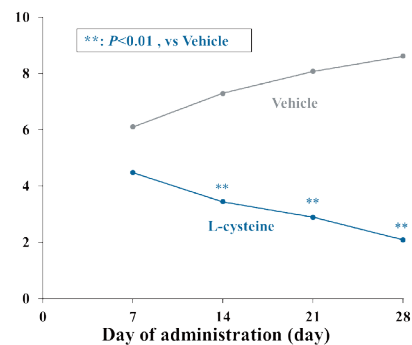 10
**: P<0.01 , vs Vehicle
8
Vehicle
6
4
**
**
L-cysteine
**
2
0
0 7 14 21 28
Day of administration (day)